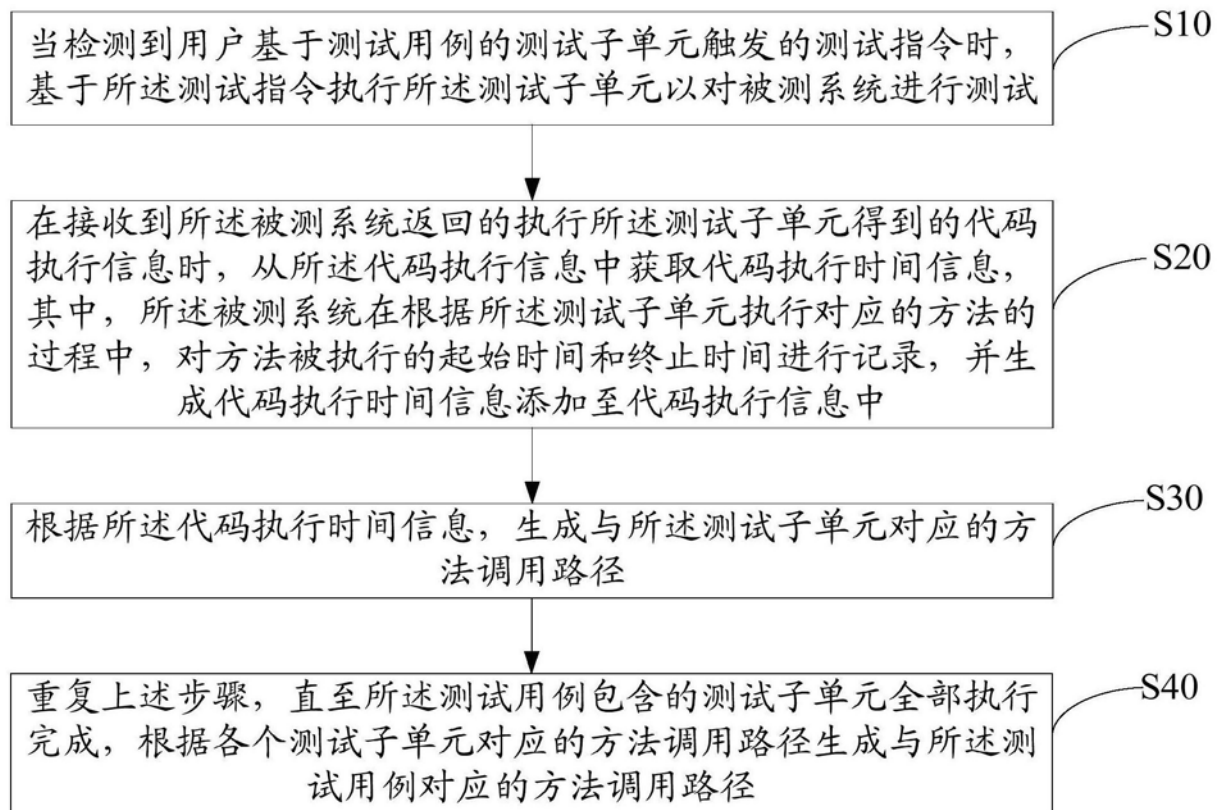 当检测到用户基于测试用例的测试子单元触发的测试指令时，
基于所述测试指令执行所述测试子单元以对被测系统进行测试
S10
在接收到所述被测系统返回的执行所述测试子单元得到的代码
执行信息时，从所述代码执行信息中获取代码执行时间信息，
其中，所述被测系统在根据所述测试子单元执行对应的方法的
过程中，对方法被执行的起始时间和终止时间进行记录，并生
成代码执行时间信息添加至代码执行信息中
S20
根据所述代码执行时间信息，生成与所述测试子单元对应的方
法调用路径
S30
重复上述步骤，直至所述测试用例包含的测试子单元全部执行
完成，根据各个测试子单元对应的方法调用路径生成与所述测
试用例对应的方法调用路径
S40